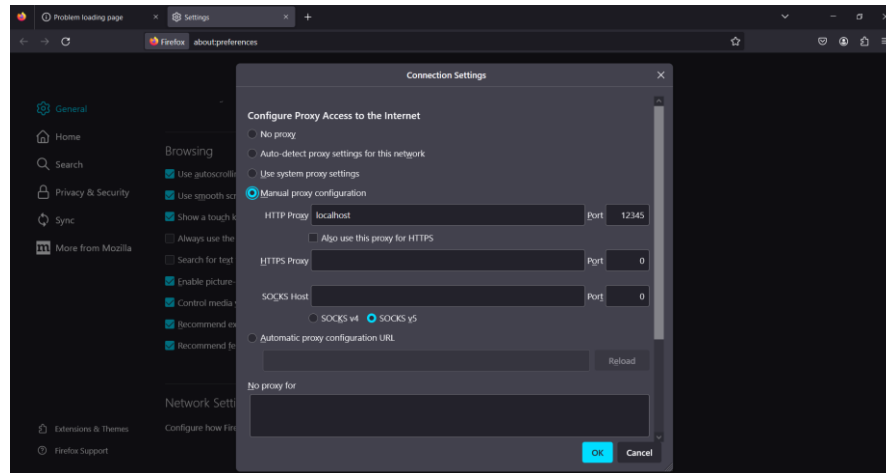 Problem loading page
Settings
Firefox about:preferences
Connection Settings
General
Home
Search
Privacy & Security
Sync
More from Mozilla
Extensions & Themes
Firefox Support
Browsing
Use autoscrolli
Use smooth scr
Show a touch k
Always use the
Search for text
Enable picture-
Control media
Recommend ex
Recommend fe
Network Setti
Configure how Fire
Configure Proxy Access to the Internet
No proxy
Auto-detect proxy settings for this network
Use system proxy settings
Manual proxy configuration
HTTP Proxy localhost Port 12345
Also use this proxy for HTTPS
HTTPS Proxy Port 0
SOCKS Host Port 0
SOCKS v4 SOCKS v5
Automatic proxy configuration URL
Reload
No proxy for
OK Cancel